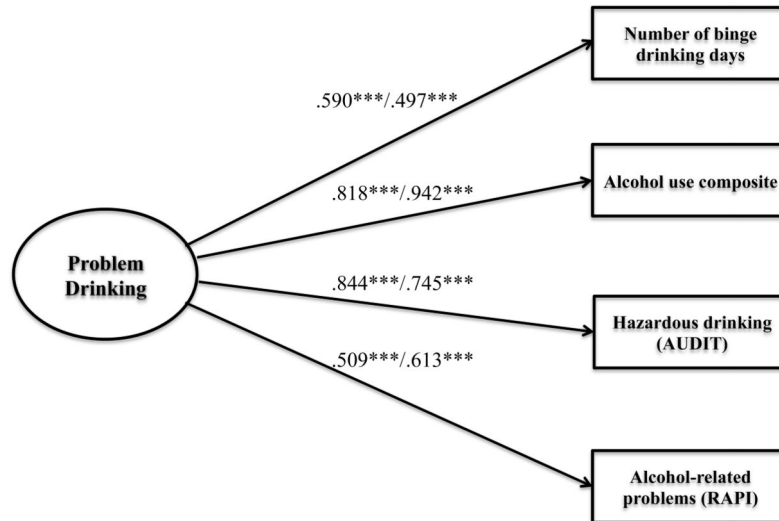 Number of binge
drinking days
.590***/.497***
Alcohol use composite
.818***/.942***
Problem
Drinking
.844***/.745***
Hazardous drinking
(AUDIT)
.509***/.613***
Alcohol-related
problems (RAPI)